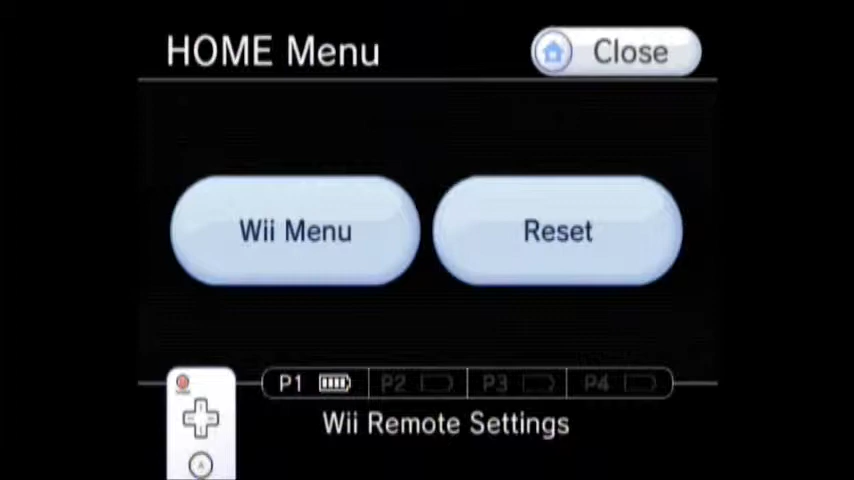 HOME Menu
Close
Wii Menu
Reset
P1 P2 P3 P4
Wii Remote Settings
A